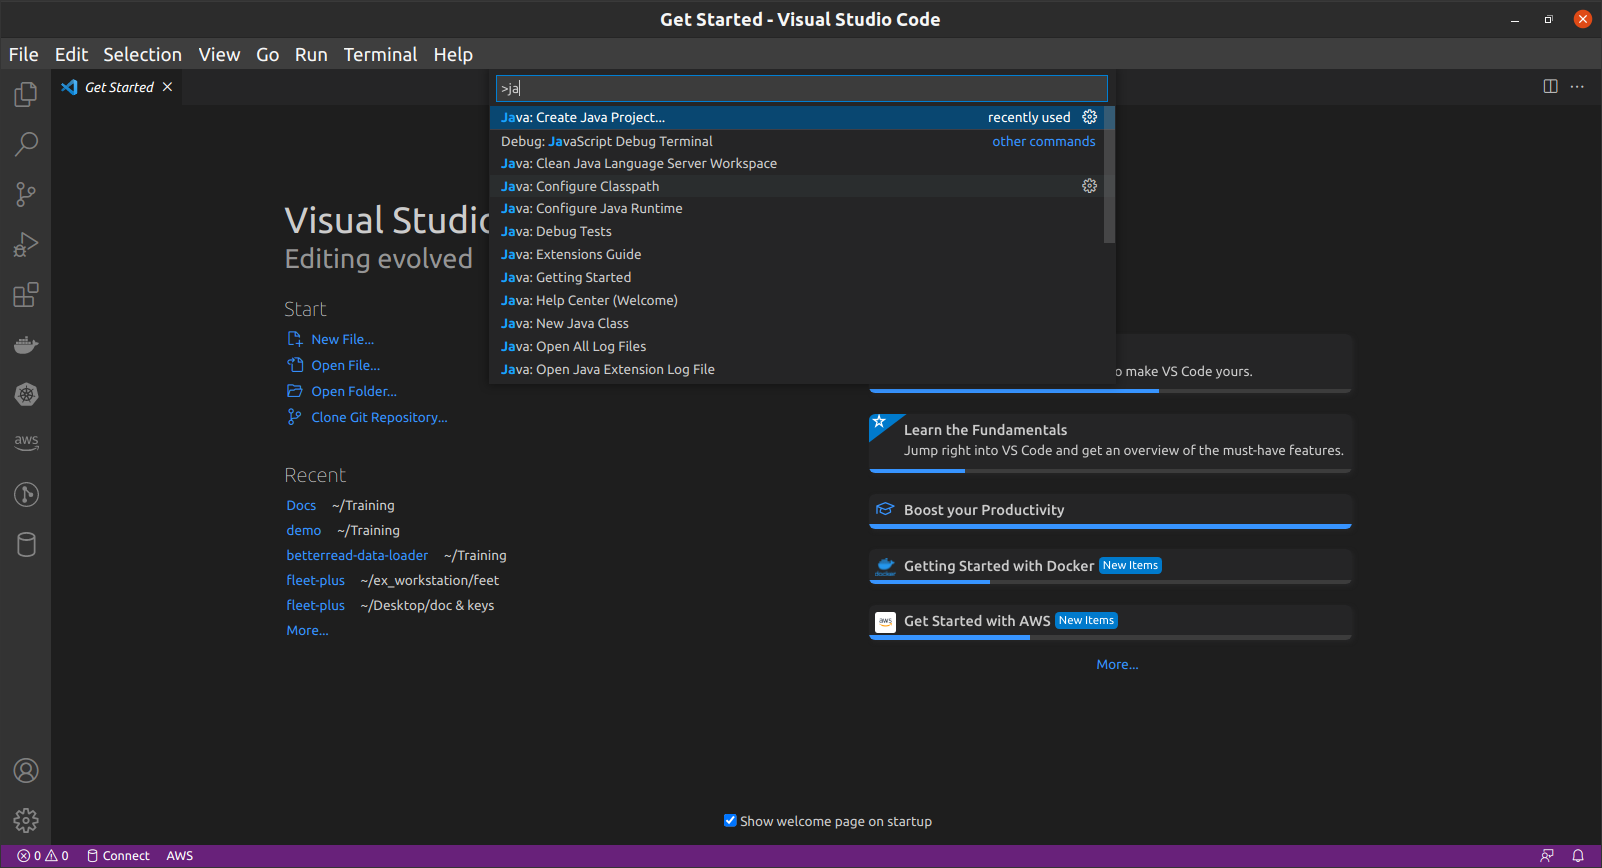 Get Started - Visual Studio Code
File Edit Selection View Go Run Terminal Help
Get Started
>ja
Java: Create Java Project... recently used
Debug: JavaScript Debug Terminal other commands
Java: Clean Java Language Server Workspace
Java: Configure Classpath
Java: Configure Java Runtime
Java: Debug Tests
Java: Extensions Guide
Java: Getting Started
Java: Help Center (Welcome)
Java: New Java Class
Java: Open All Log Files
Java: Open Java Extension Log File
Visual Studio
Editing evolved
Start
New File...
Open File...
Open Folder...
Clone Git Repository...
Recent
Docs ~/Training
demo ~/Training
betterread-data-loader ~/Training
fleet-plus ~/ex_workstation/feet
fleet-plus ~/Desktop/doc & keys
More...
o make VS Code yours.
Learn the Fundamentals
Jump right into VS Code and get an overview of the must-have features.
Boost your Productivity
docker
Getting Started with Docker New Items
aws
Get Started with AWS New Items
More...
aws
Show welcome page on startup
0 0 Connect AWS